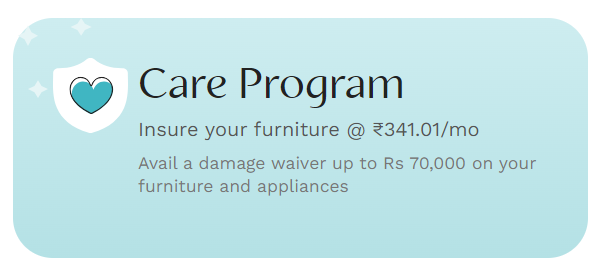 Care Program
Insure your furniture @ ₹341.01/mo
Avail a damage waiver up to Rs 70,000 on your
furniture and appliances